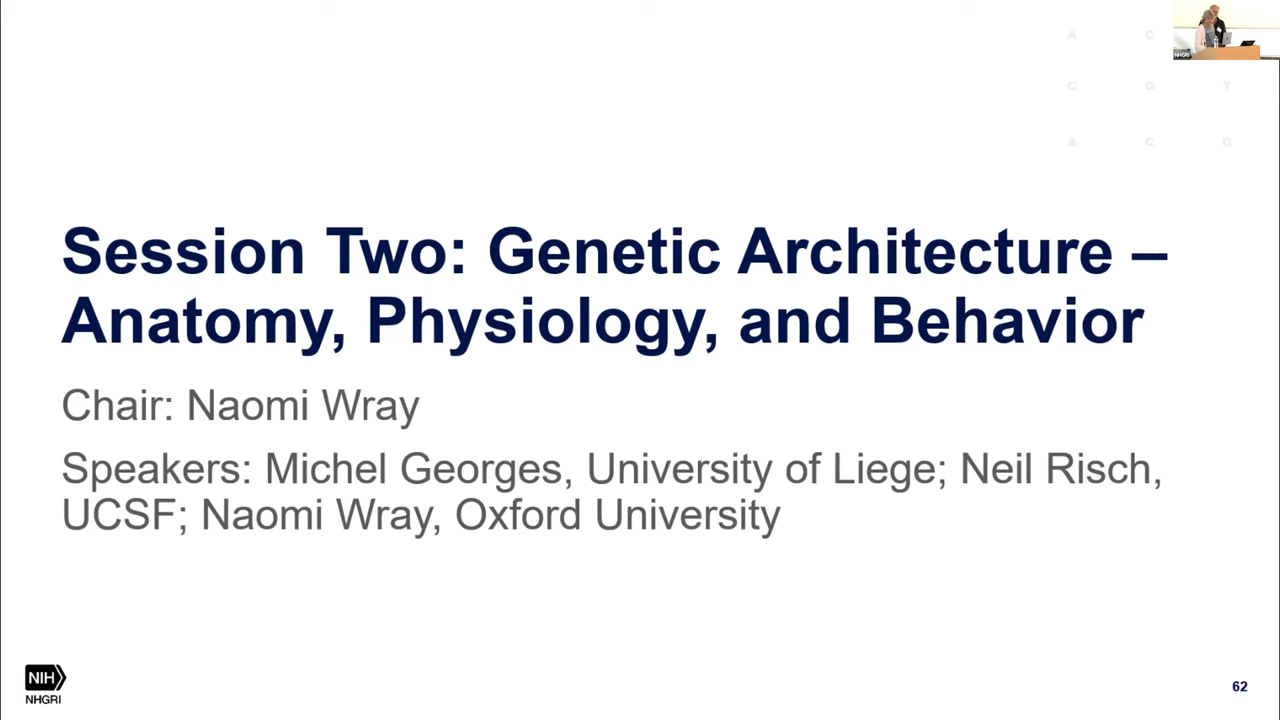 A C
C G T
A C G
NHGRI
Session Two: Genetic Architecture –
Anatomy, Physiology, and Behavior
Chair: Naomi Wray
Speakers: Michel Georges, University of Liege; Neil Risch,
UCSF; Naomi Wray, Oxford University
NIH
NHGRI
62